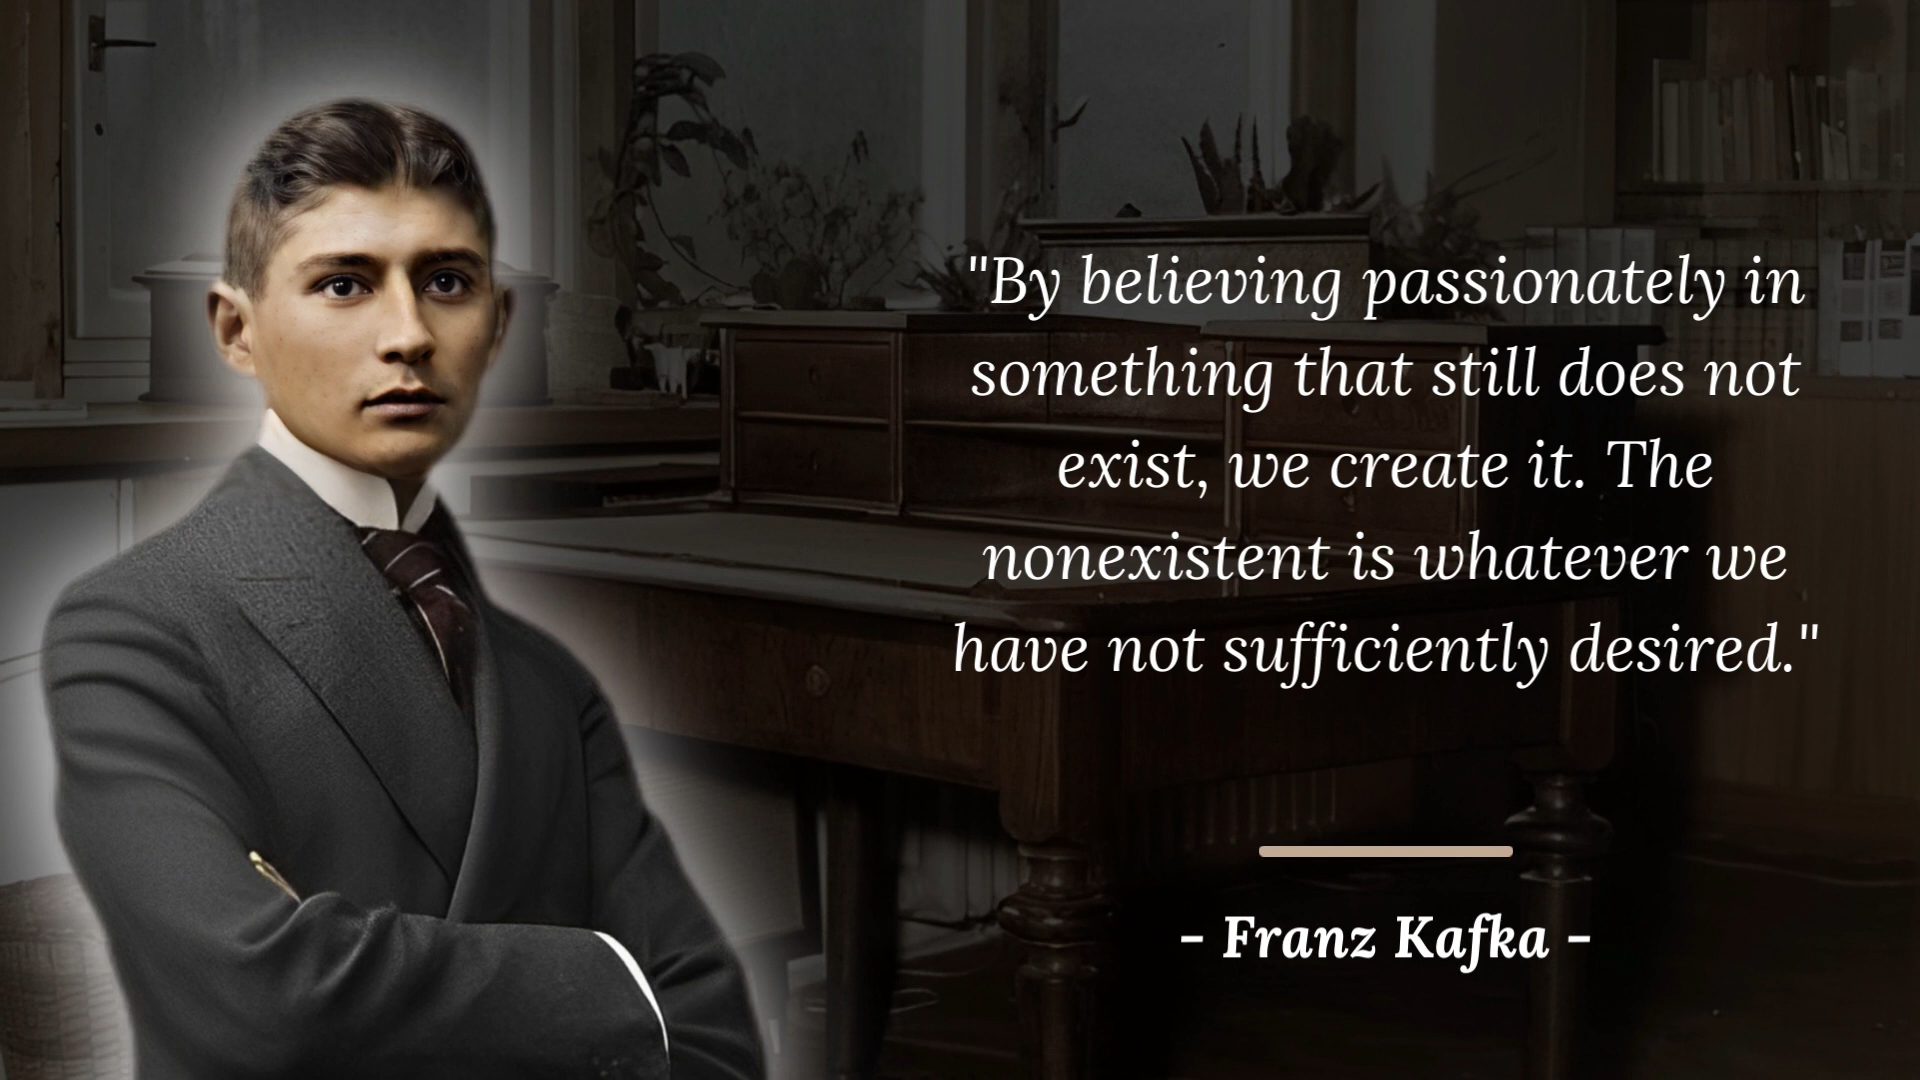 "By believing passionately in
something that still does not
exist, we create it. The
nonexistent is whatever we
have not sufficiently desired."
- Franz Kafka -